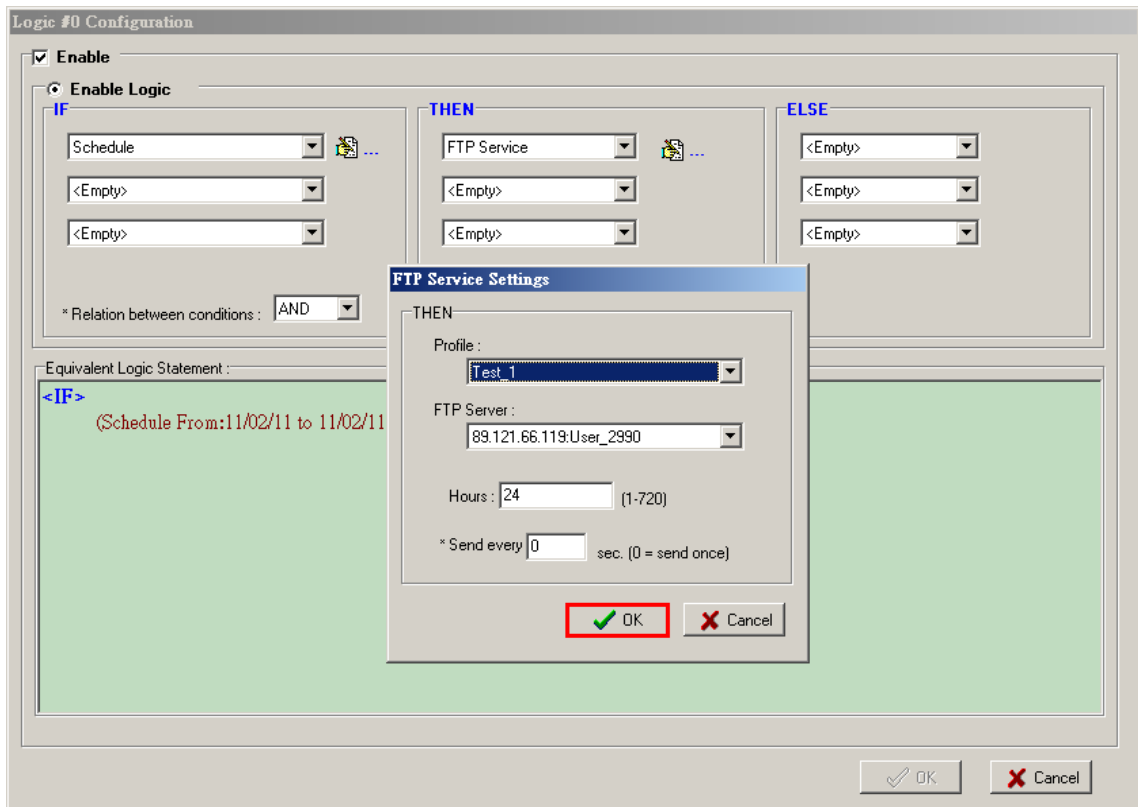 Logic #0 Configuration
Enable
Enable Logic
IF
Schedule
...
<Empty>
<Empty>
* Relation between conditions :
AND
THEN
FTP Service
...
<Empty>
<Empty>
ELSE
<Empty>
<Empty>
<Empty>
Equivalent Logic Statement :
<IF>
(Schedule From:11/02/11 to 11/02/11
FTP Service Settings
THEN
Profile :
Test_1
FTP Server :
89.121.66.119:User_2990
Hours : 24 (1-720)
* Send every 0 sec. (0 = send once)
OK
Cancel
OK
Cancel